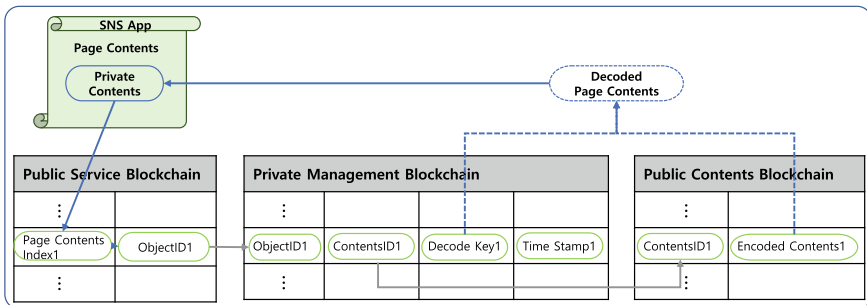 SNS App
Page Contents
Private
Contents
Decoded
Page Contents
Public Service Blockchain
Private Management Blockchain
Public Contents Blockchain
Page Contents
Index1
ObjectID1
ObjectID1
ContentsID1
Decode Key1
Time Stamp1
ContentsID1
Encoded Contents1